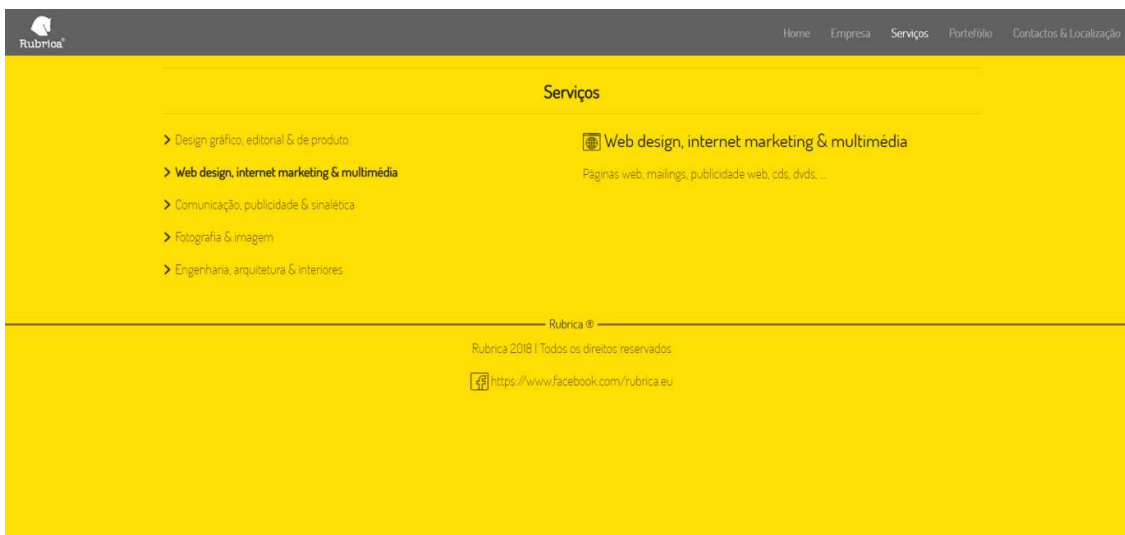 Rubrica®
Home Empresa Serviços Portefólio Contactos & Localização
Serviços
Design gráfico, editorial & de produto
Web design, internet marketing & multimédia
Comunicação, publicidade & sinalética
Fotografia & imagem
Engenharia, arquitetura & interiores
Web design, internet marketing & multimédia
Páginas web, mailings, publicidade web, cds, dvds, ...
Rubrica ®
Rubrica 2018 | Todos os direitos reservados
https://www.facebook.com/rubrica.eu